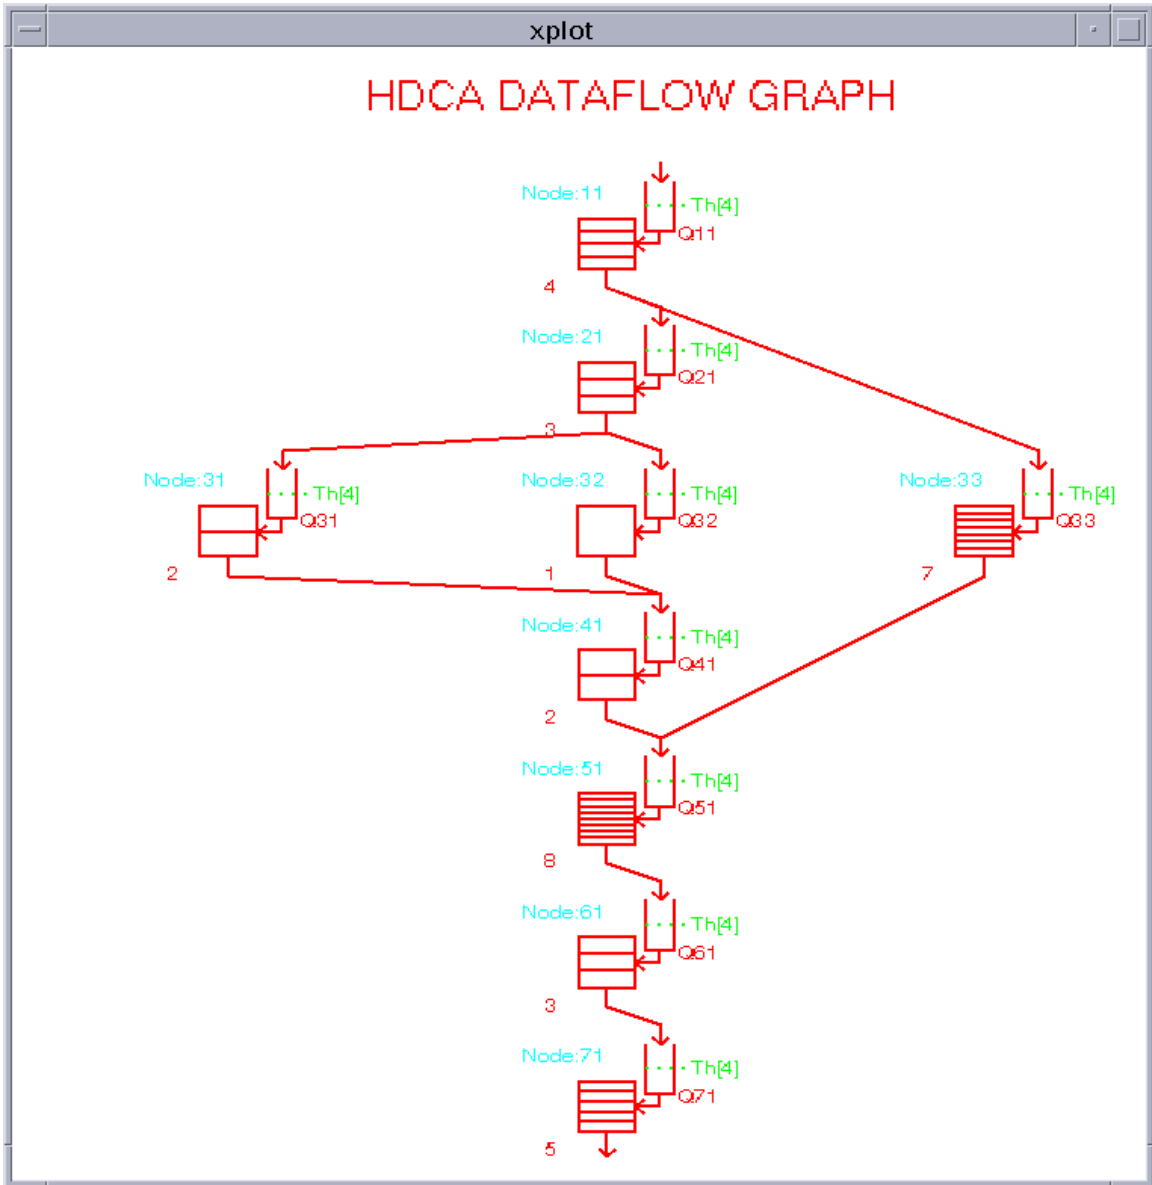 xplot
HDCA DATAFLOW GRAPH
Node:11
Th[4]
Q11
4
Node:21
Th[4]
Q21
3
Node:31
Th[4]
Q31
2
Node:32
Th[4]
Q32
1
Node:33
Th[4]
Q33
7
Node:41
Th[4]
Q41
2
Node:51
Th[4]
Q51
8
Node:61
Th[4]
Q61
3
Node:71
Th[4]
Q71
5